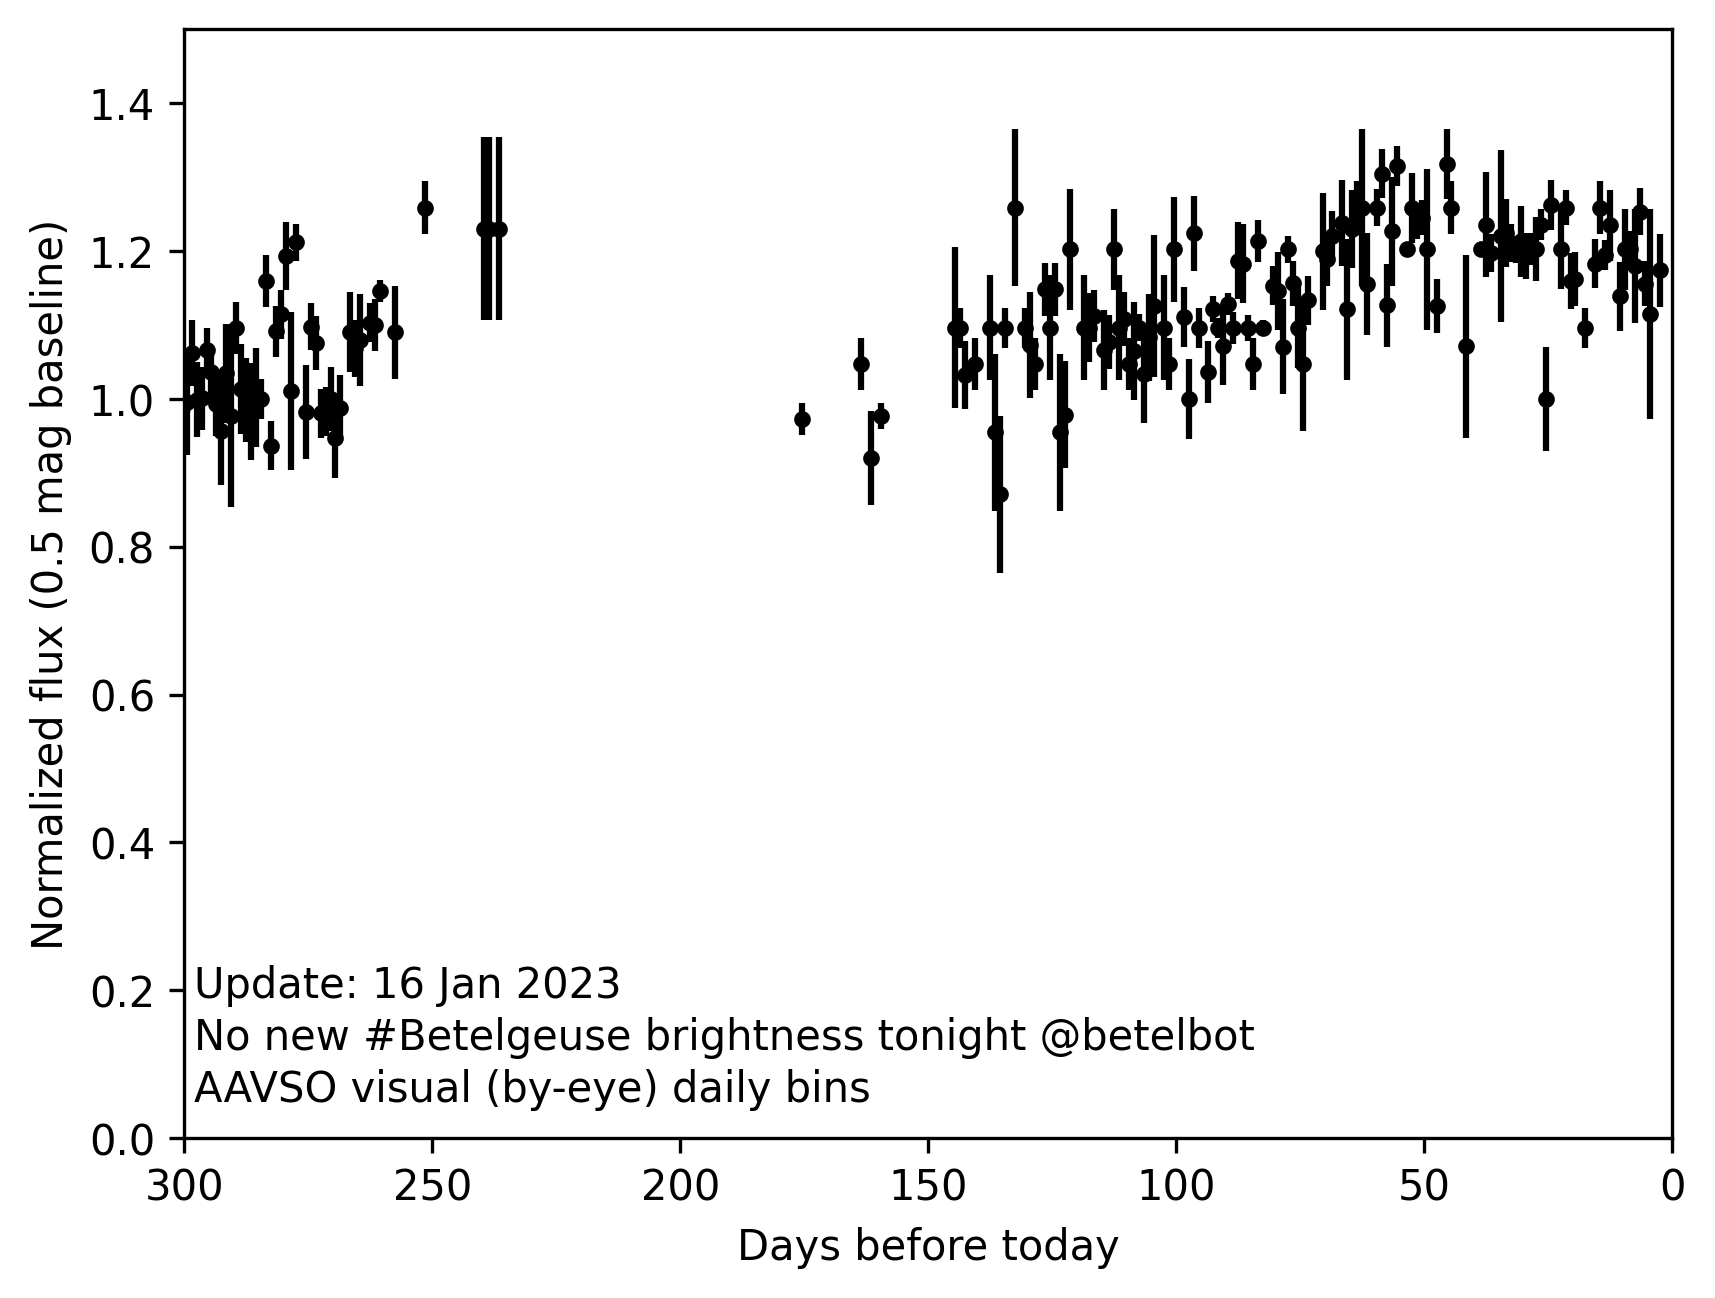 1.4
1.2
1.0
0.8
0.6
0.4
0.2
0.0
Normalized flux (0.5 mag baseline)
Update: 16 Jan 2023
No new #Betelgeuse brightness tonight @betelbot
AAVSO visual (by-eye) daily bins
300 250 200 150 100 50 0
Days before today